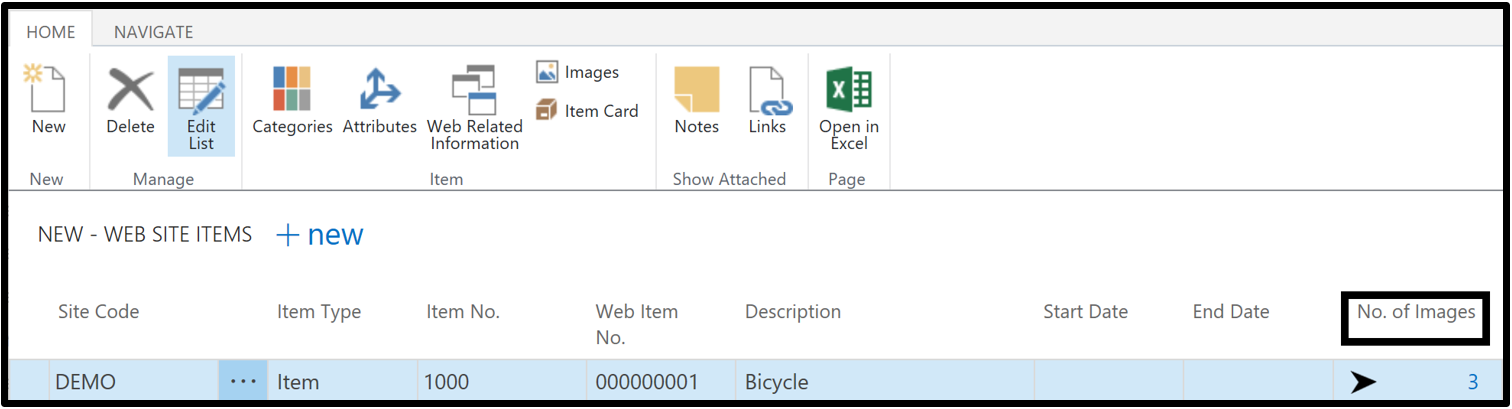 HOME NAVIGATE
Images
Item Card
New Delete Edit List Categories Attributes Web Related Information Notes Links Open in Excel
New Manage Item Show Attached Page
NEW - WEB SITE ITEMS + new
Site Code Item Type Item No. Web Item No. Description Start Date End Date No. of Images
DEMO ... Item 1000 000000001 Bicycle 3